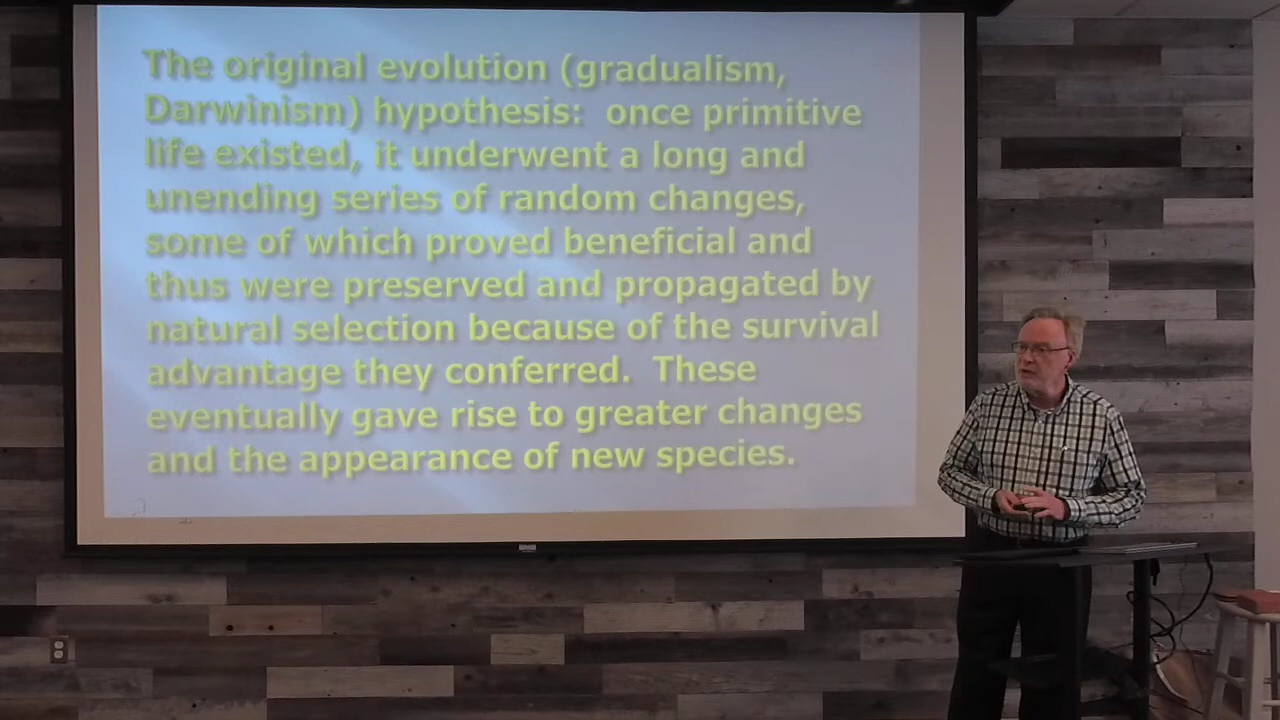 The original evolution (gradualism,
Darwinism) hypothesis:  once primitive
life existed, it underwent a long and
unending series of random changes,
some of which proved beneficial and
thus were preserved and propagated by
natural selection because of the survival
advantage they conferred.  These
eventually gave rise to greater changes
and the appearance of new species.